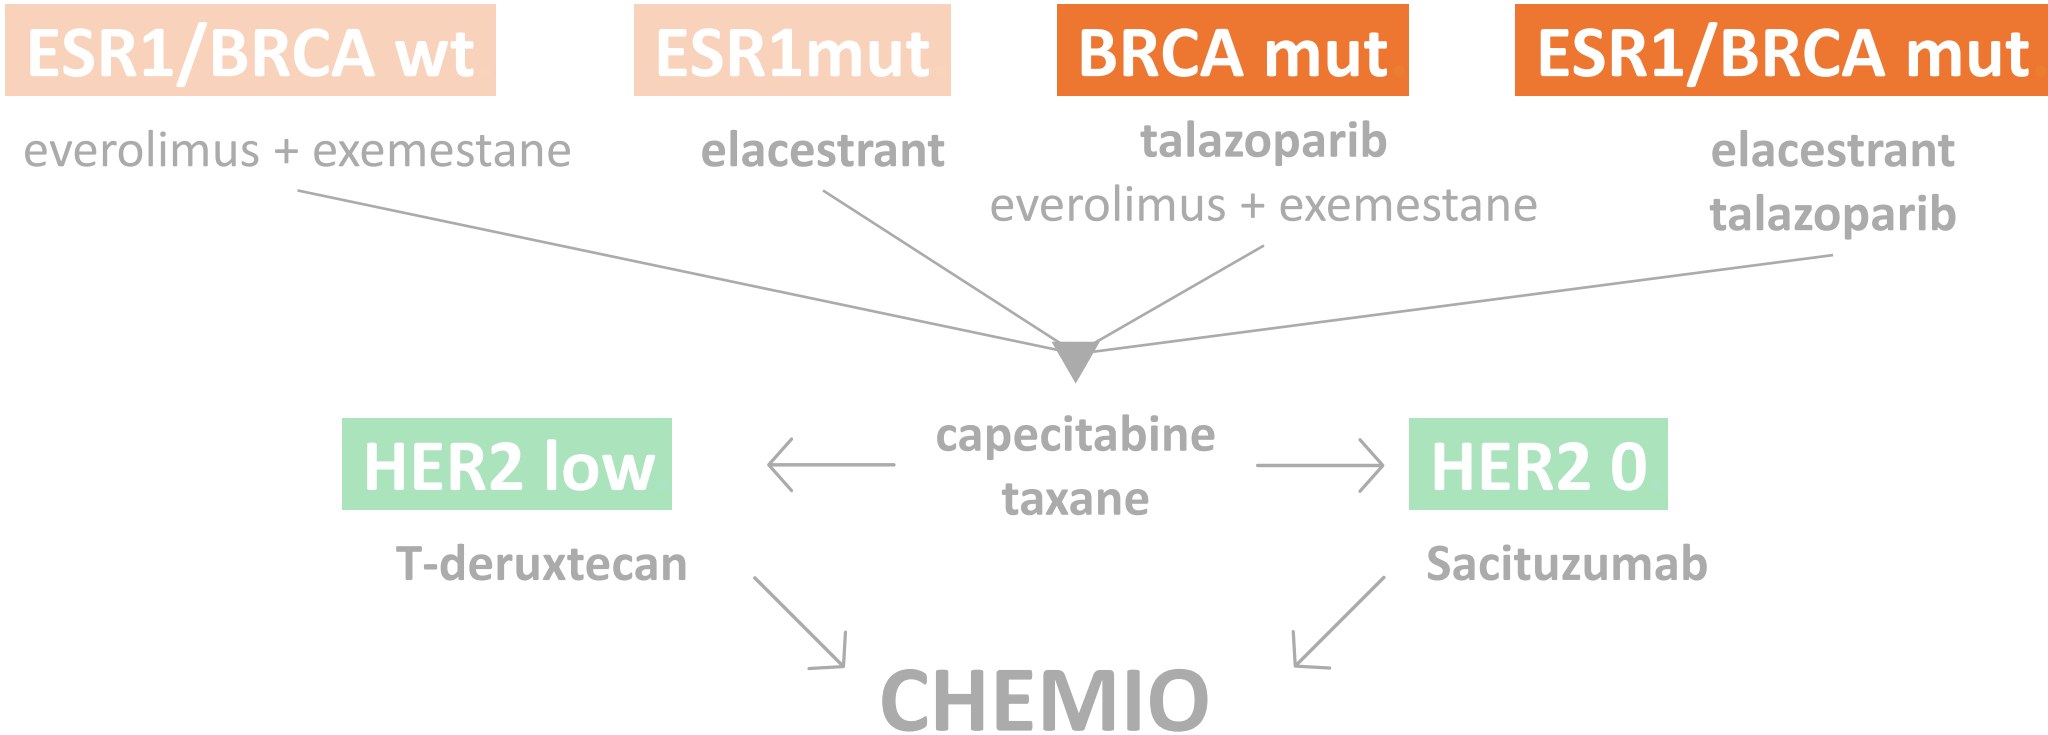 ESR1/BRCA wt
ESR1mut
BRCA mut
ESR1/BRCA mut
everolimus + exemestane
elacestrant
talazoparib
everolimus + exemestane
elacestrant
talazoparib
HER2 low
capecitabine
taxane
HER2 0
T-deruxtecan
Sacituzumab
CHEMIO